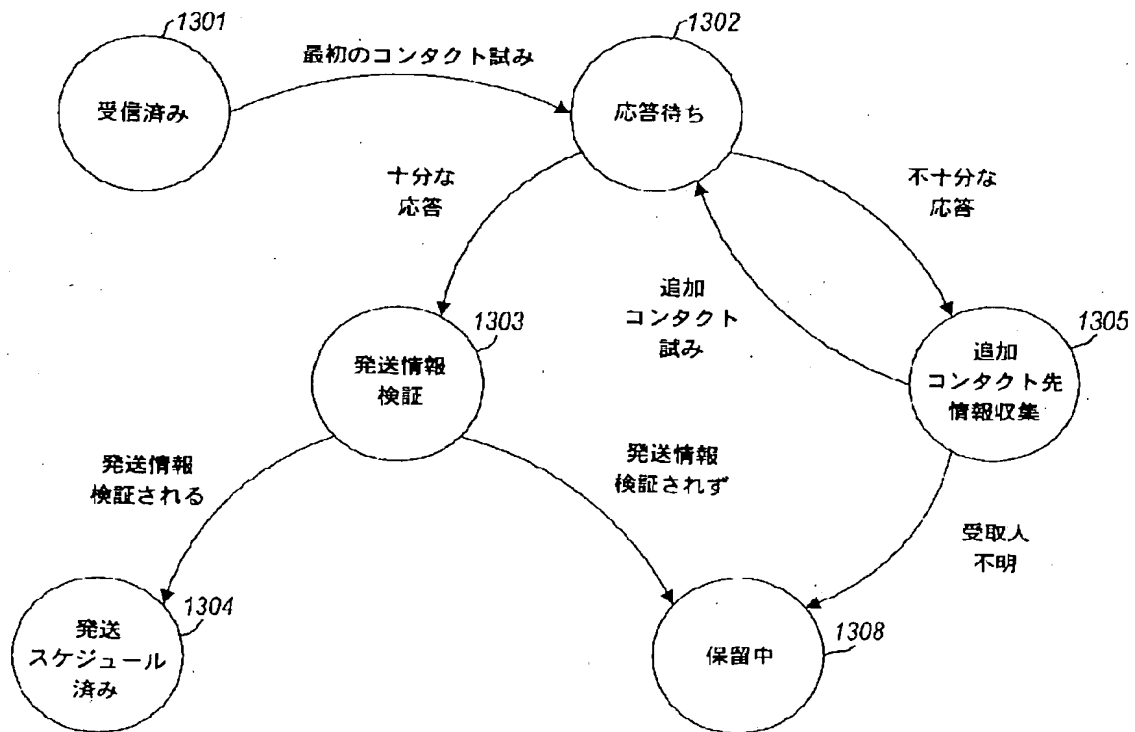 1301
受信済み
最初のコンタクト試み
1302
応答待ち
十分な
応答
不十分な
応答
追加
コンタクト
試み
1303
発送情報
検証
1305
追加
コンタクト先
情報収集
発送情報
検証される
発送情報
検証されず
受取人
不明
1304
発送
スケジュール
済み
1308
保留中